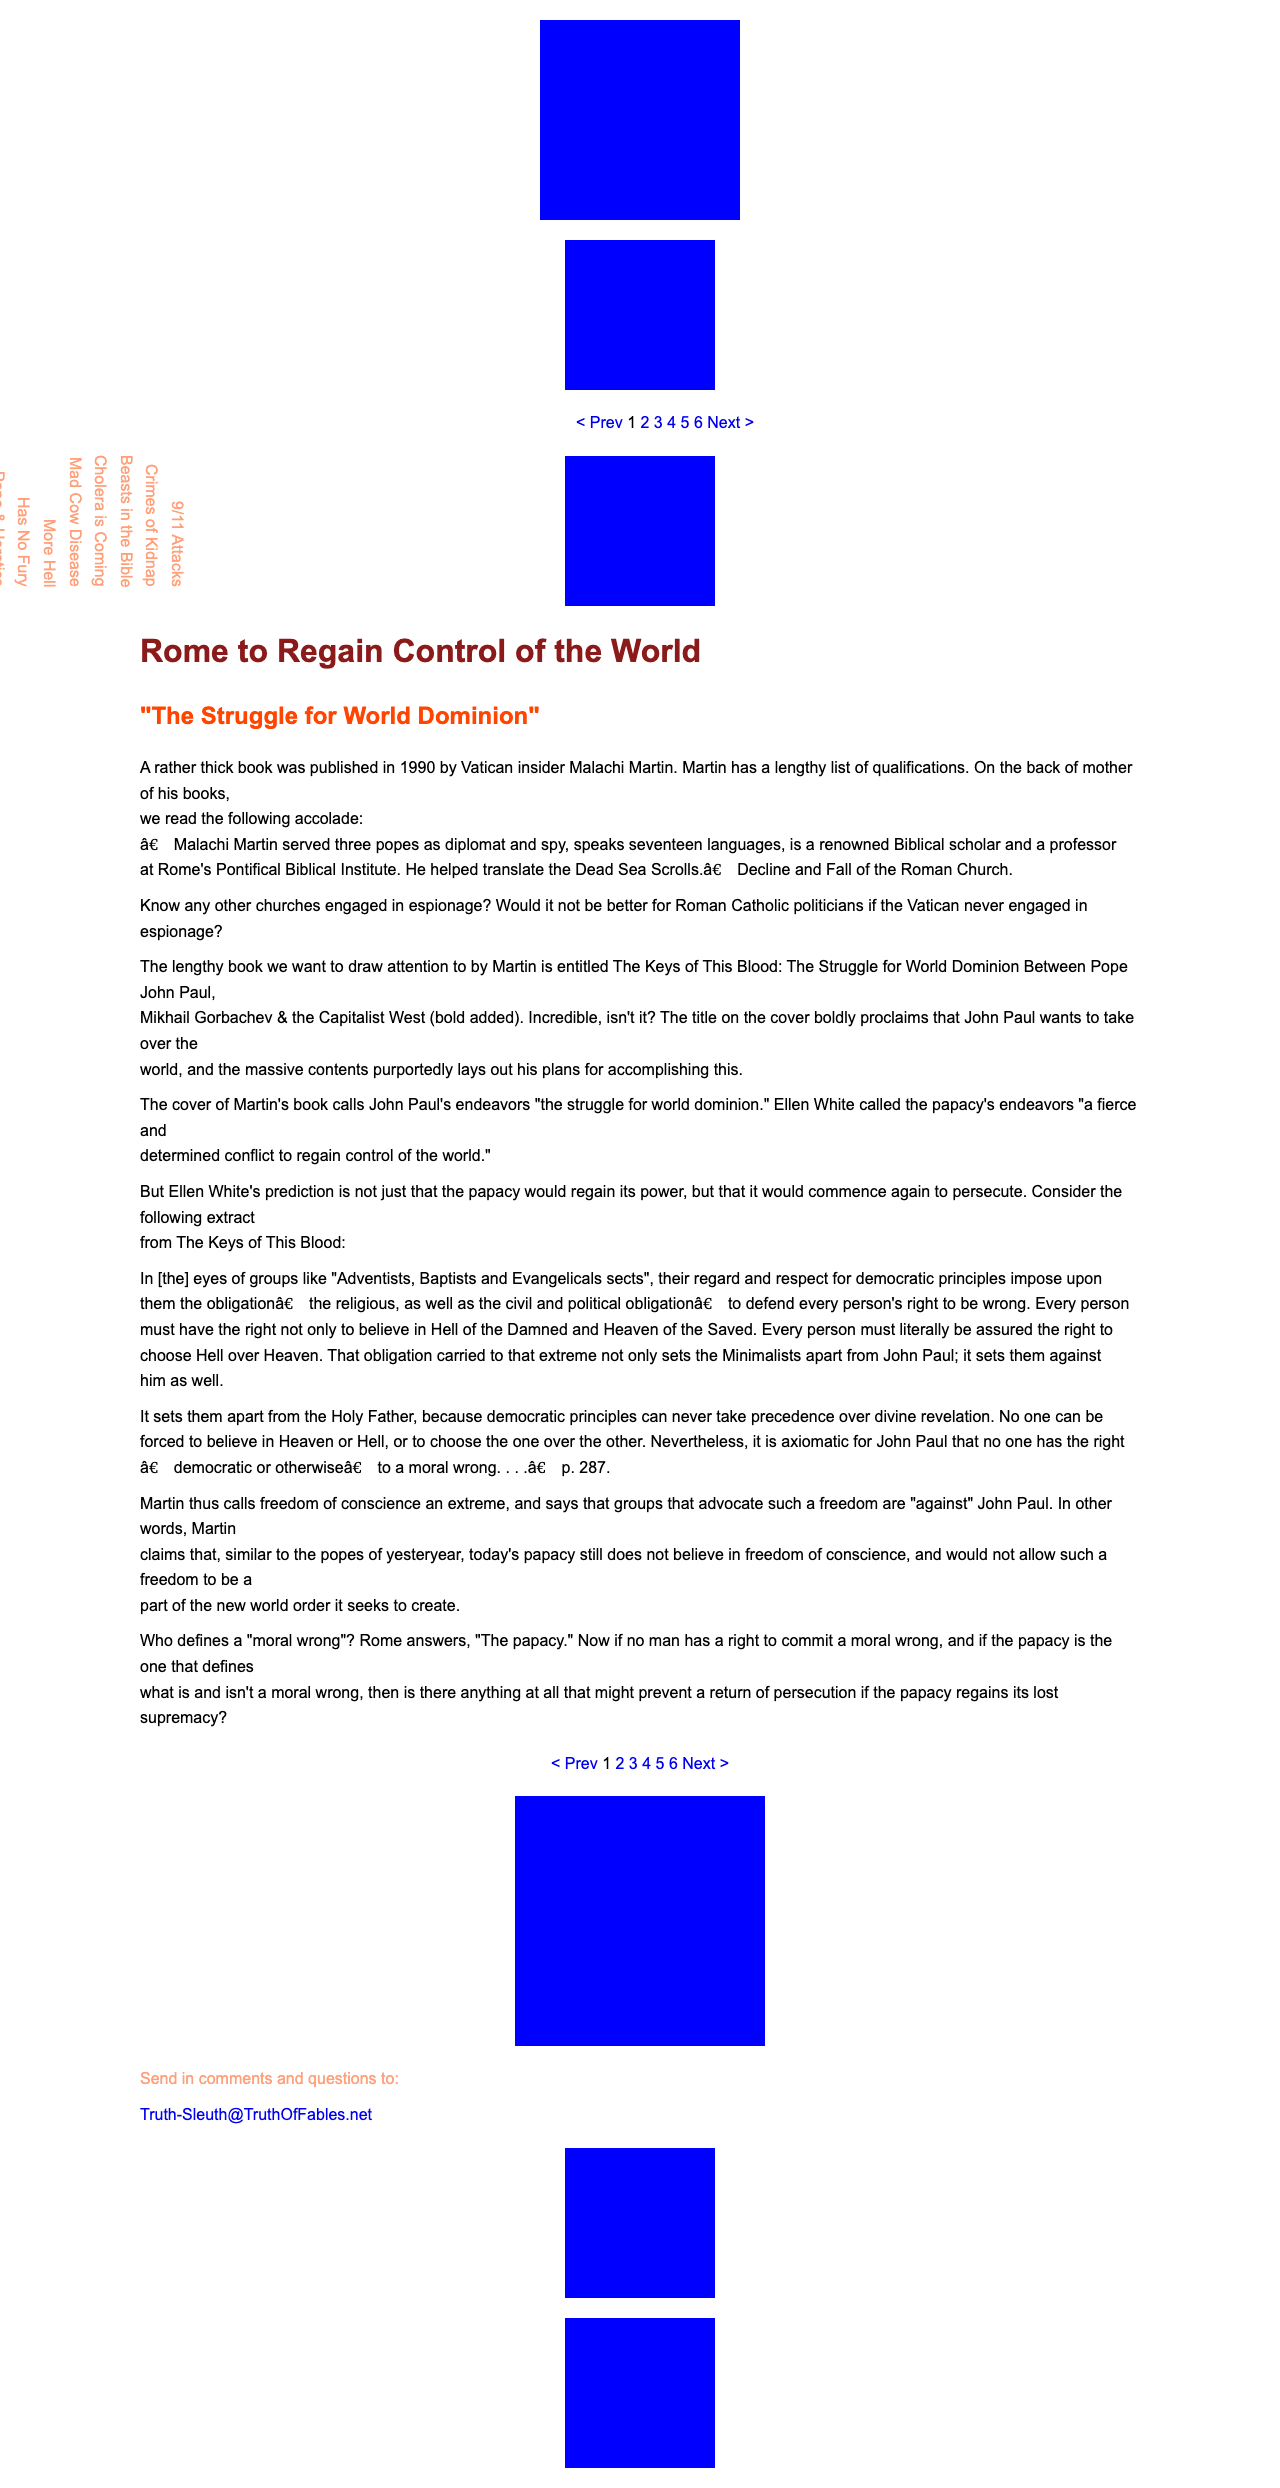 < Prev 1 2 3 4 5 6 Next >
9/11 Attacks
Crimes of Kidnap
Beasts in the Bible
Cholera is Coming
Mad Cow Disease
More Hell
Has No Fury
Rome to Regain Control of the World
"The Struggle for World Dominion"
A rather thick book was published in 1990 by Vatican insider Malachi Martin. Martin has a lengthy list of qualifications. On the back of mother
of his books,
we read the following accolade:
â€ Malachi Martin served three popes as diplomat and spy, speaks seventeen languages, is a renowned Biblical scholar and a professor
at Rome's Pontifical Biblical Institute. He helped translate the Dead Sea Scrolls.â€ Decline and Fall of the Roman Church.
Know any other churches engaged in espionage? Would it not be better for Roman Catholic politicians if the Vatican never engaged in
espionage?
The lengthy book we want to draw attention to by Martin is entitled The Keys of This Blood: The Struggle for World Dominion Between Pope
John Paul,
Mikhail Gorbachev & the Capitalist West (bold added). Incredible, isn't it? The title on the cover boldly proclaims that John Paul wants to take
over the
world, and the massive contents purportedly lays out his plans for accomplishing this.
The cover of Martin's book calls John Paul's endeavors "the struggle for world dominion." Ellen White called the papacy's endeavors "a fierce
and
determined conflict to regain control of the world."
But Ellen White's prediction is not just that the papacy would regain its power, but that it would commence again to persecute. Consider the
following extract
from The Keys of This Blood:
In [the] eyes of groups like "Adventists, Baptists and Evangelicals sects", their regard and respect for democratic principles impose upon
them the obligationâ€ the religious, as well as the civil and political obligationâ€ to defend every person's right to be wrong. Every person
must have the right not only to believe in Hell of the Damned and Heaven of the Saved. Every person must literally be assured the right to
choose Hell over Heaven. That obligation carried to that extreme not only sets the Minimalists apart from John Paul; it sets them against
him as well.
It sets them apart from the Holy Father, because democratic principles can never take precedence over divine revelation. No one can be
forced to believe in Heaven or Hell, or to choose the one over the other. Nevertheless, it is axiomatic for John Paul that no one has the right
â€ democratic or otherwiseâ€ to a moral wrong. . . .â€ p. 287.
Martin thus calls freedom of conscience an extreme, and says that groups that advocate such a freedom are "against" John Paul. In other
words, Martin
claims that, similar to the popes of yesteryear, today's papacy still does not believe in freedom of conscience, and would not allow such a
freedom to be a
part of the new world order it seeks to create.
Who defines a "moral wrong"? Rome answers, "The papacy." Now if no man has a right to commit a moral wrong, and if the papacy is the
one that defines
what is and isn't a moral wrong, then is there anything at all that might prevent a return of persecution if the papacy regains its lost
supremacy?
< Prev 1 2 3 4 5 6 Next >
Send in comments and questions to:
Truth-Sleuth@TruthOfFables.net